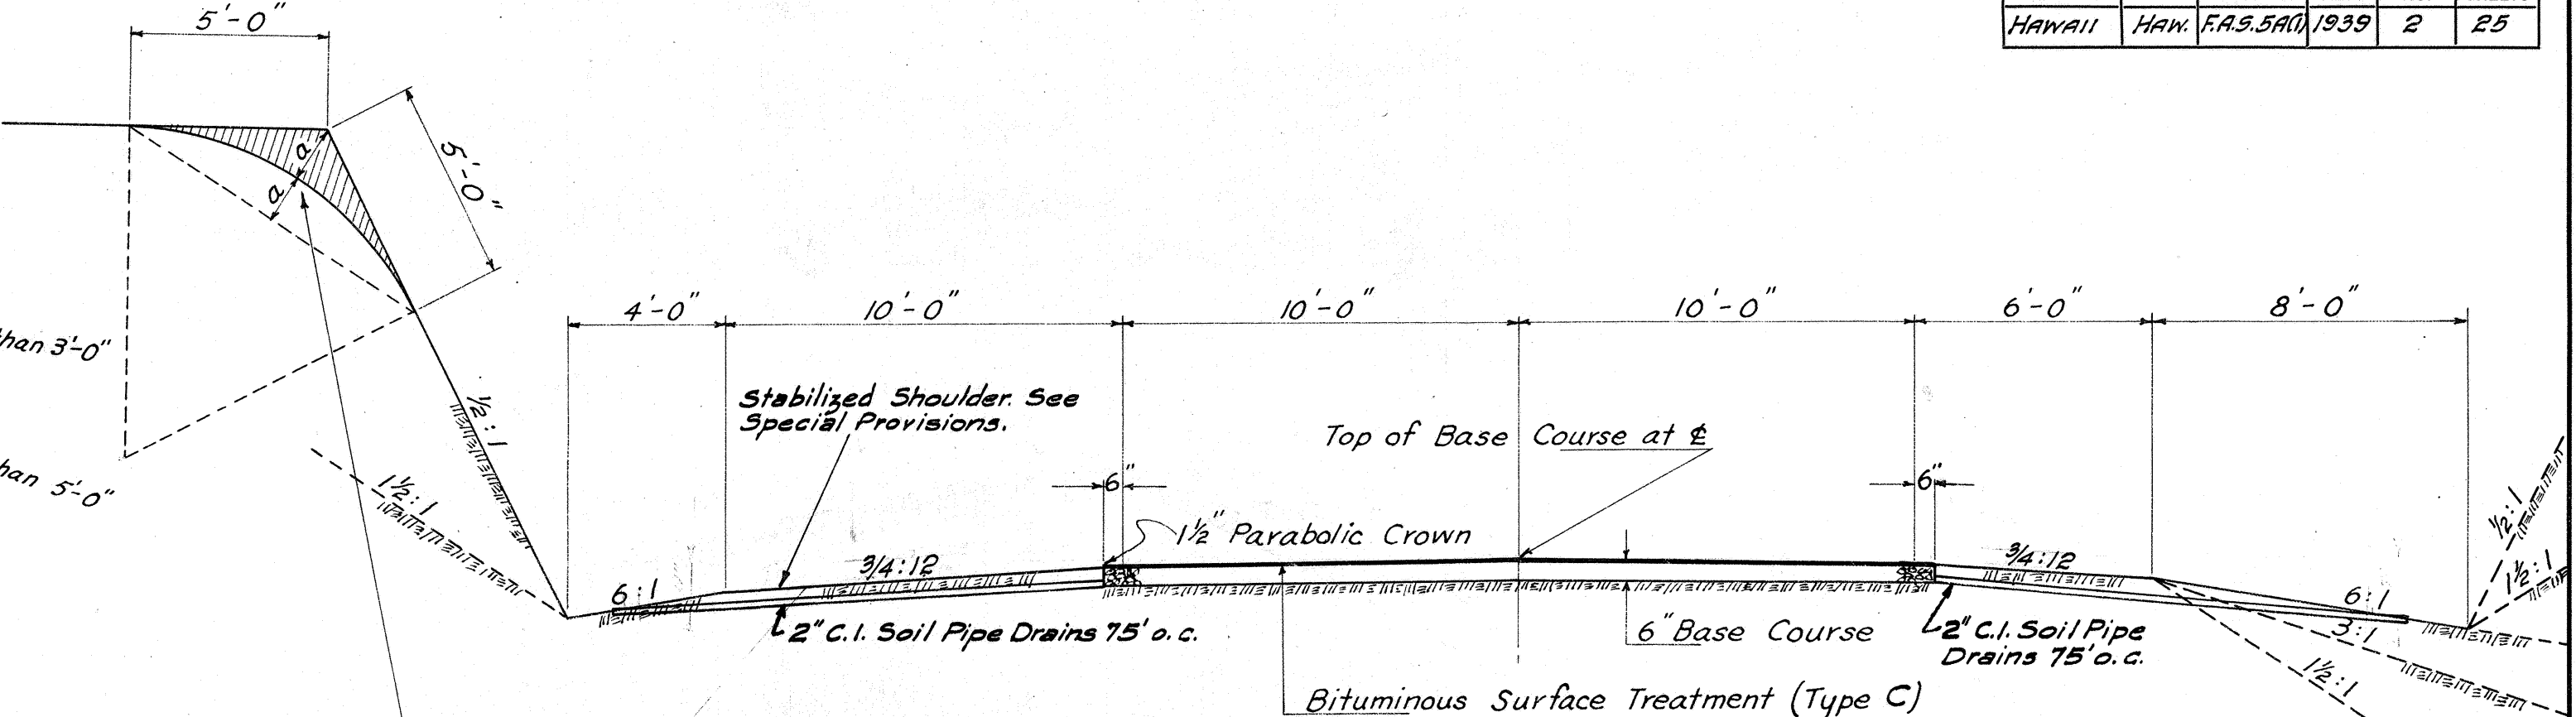 HAWAII HAW. F.A.S.5A(1) 1939 2 25
5'-0"
5'-0"
a
a
than 3'-0"
han 5'-0"
4'-0" 10'-0" 10'-0" 10'-0" 6'-0" 8'-0"
½:1
1½:1
Stabilized Shoulder. See
Special Provisions.
Top of Base Course at ℄
6" 6"
1½" Parabolic Crown
6:1 3/4:12 3/4:12 6:1
½:1
1½:1
3:1
1½:1
2" C.I. Soil Pipe Drains 75' o.c.
6" Base Course
2" C.I. Soil Pipe
Drains 75' o.c.
Bituminous Surface Treatment (Type C)